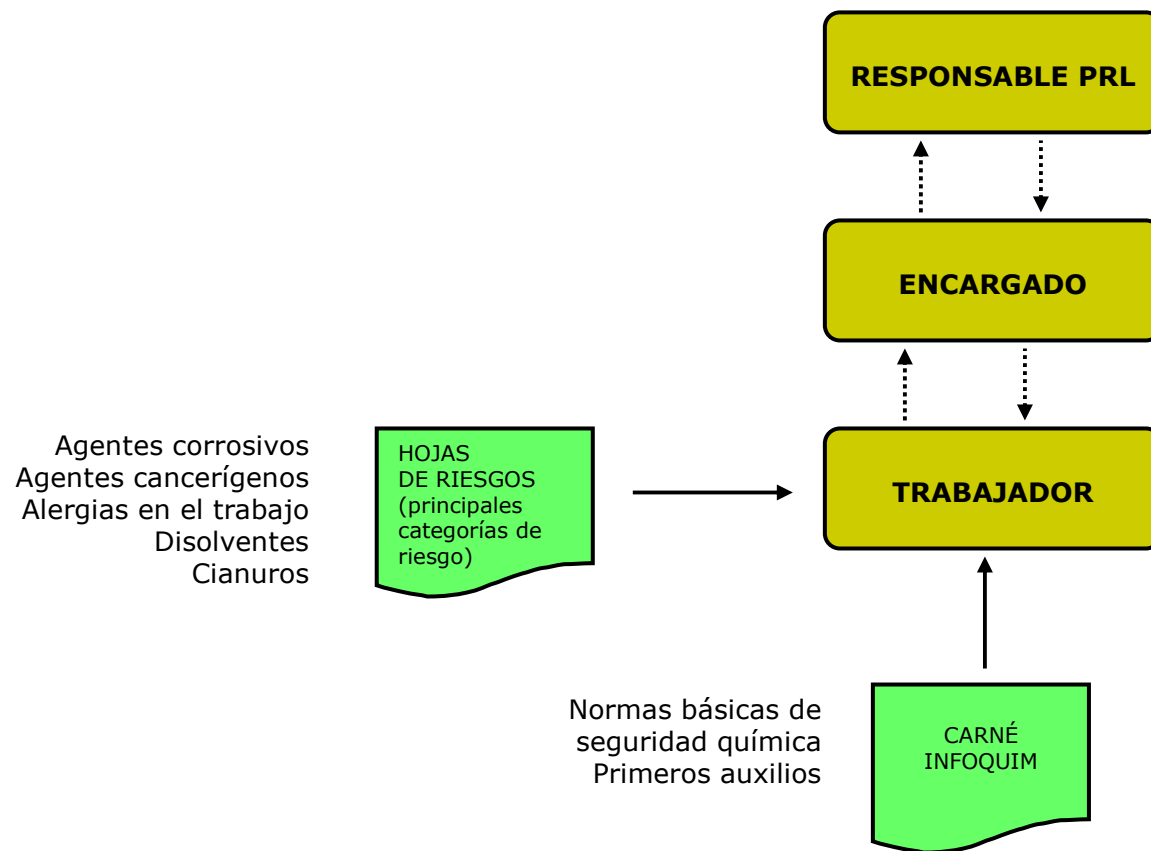 RESPONSABLE PRL
ENCARGADO
Agentes corrosivos
Agentes cancerígenos
Alergias en el trabajo
Disolventes
Cianuros
HOJAS
DE RIESGOS
(principales
categorías de
riesgo)
TRABAJADOR
Normas básicas de
seguridad química
Primeros auxilios
CARNÉ
INFOQUIM